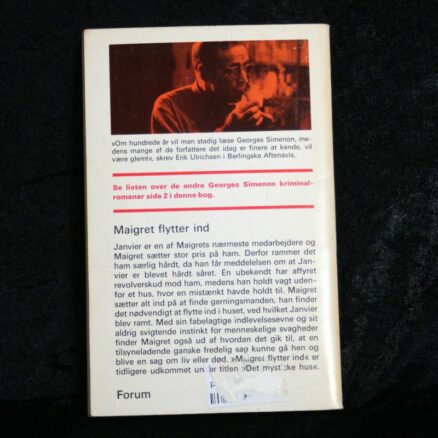 »Om hundrede år vil man stadig læse Georges Simenon, me-
dens mange af de forfattere det idag er finere at kende, vil
være glemt«, skrev Erik Ulrichsen i Berlingske Aftenavis.
Se listen over de andre Georges Simenon kriminal-
romaner side 2 i denne bog.
Maigret flytter ind
Janvier er en af Maigrets nærmeste medarbejdere og
Maigret sætter stor pris på ham. Derfor rammer det
ham særlig hårdt, da han får meddelelsen om at Jan-
vier er blevet hårdt såret. En ubekendt har affyret
revolverskud mod ham, medens han holdt vagt uden-
for et hus, hvor en mistænkt havde holdt til. Maigret
sætter alt ind på at finde gerningsmanden, han finder
det nødvendigt at flytte ind i huset, ved hvilket Janvier
blev ramt. Med sin fabelagtige indlevelsesevne og sit
aldrig svigtende instinkt for menneskelige svagheder
finder Maigret også ud af hvordan det gik til, at en
tilsyneladende ganske fredelig sag kunne gå hen og
blive en sag om liv eller død. »Maigret flytter ind« er
tidligere udkommet under titlen »Det mystiske hus«.
Forum